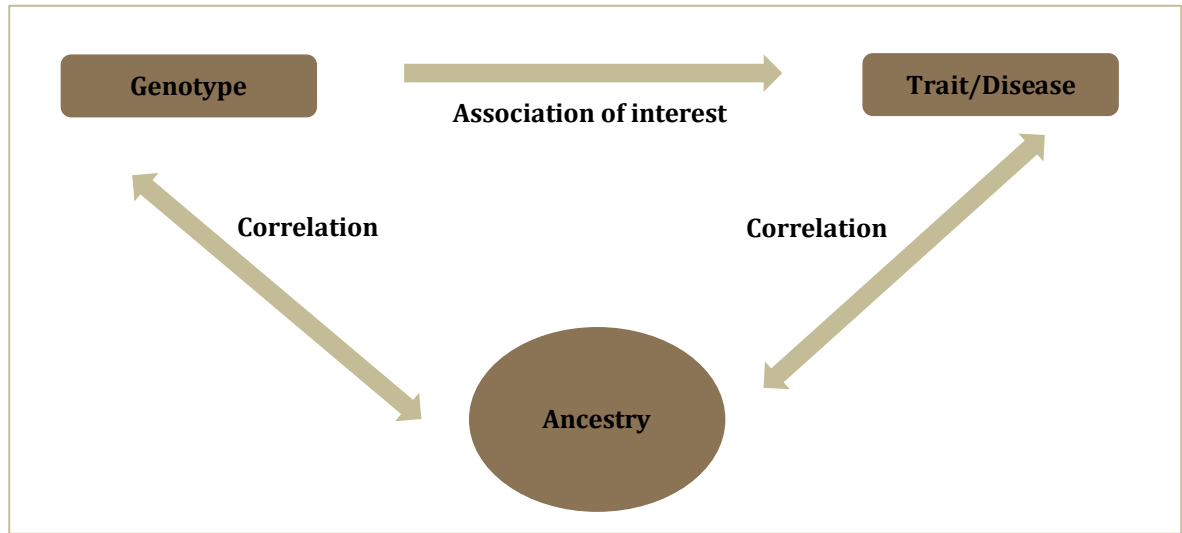 Genotype
Trait/Disease
Association of interest
Correlation
Correlation
Ancestry